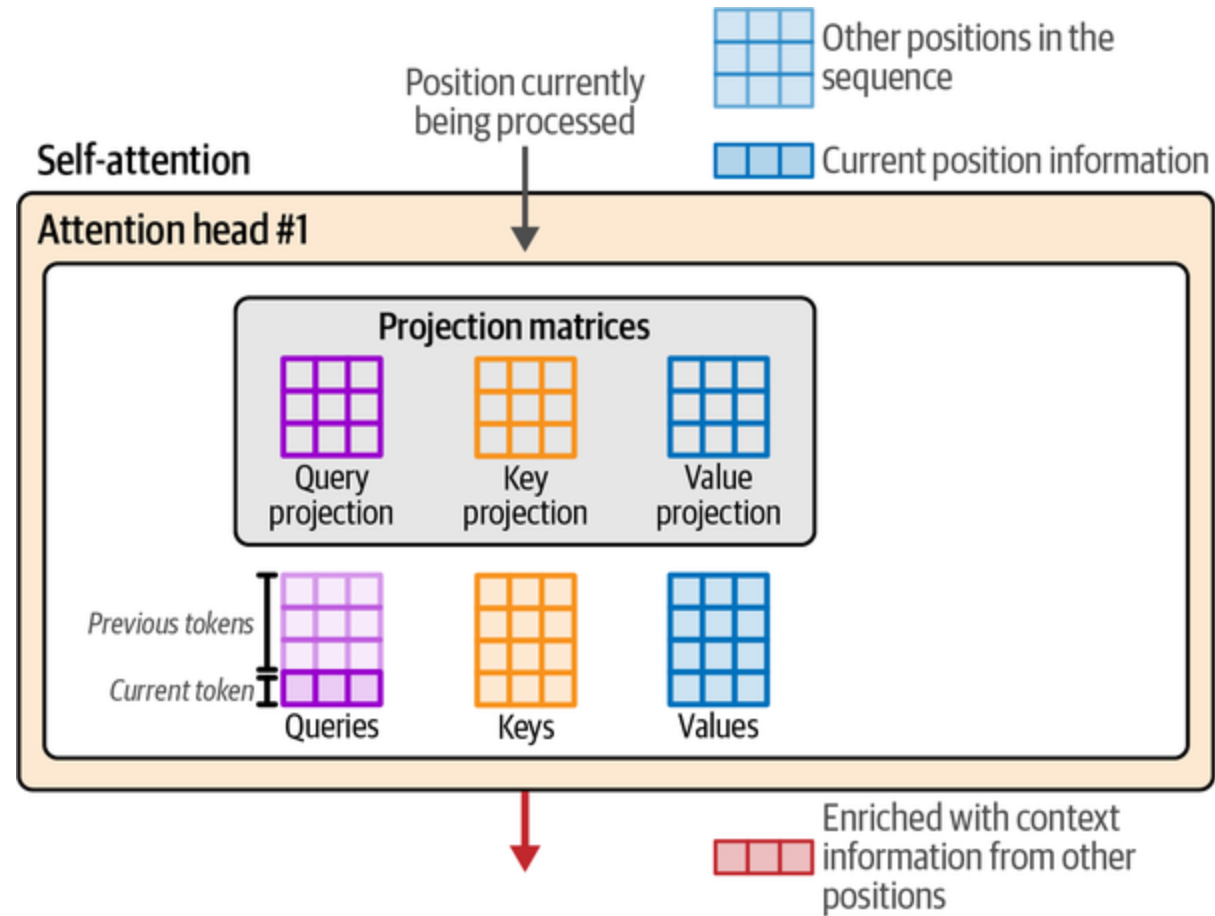 Other positions in the
sequence
Position currently
being processed
Current position information
Self-attention
Attention head #1
Projection matrices
Query
projection
Key
projection
Value
projection
Previous tokens
Current token
Queries
Keys
Values
Enriched with context
information from other
positions